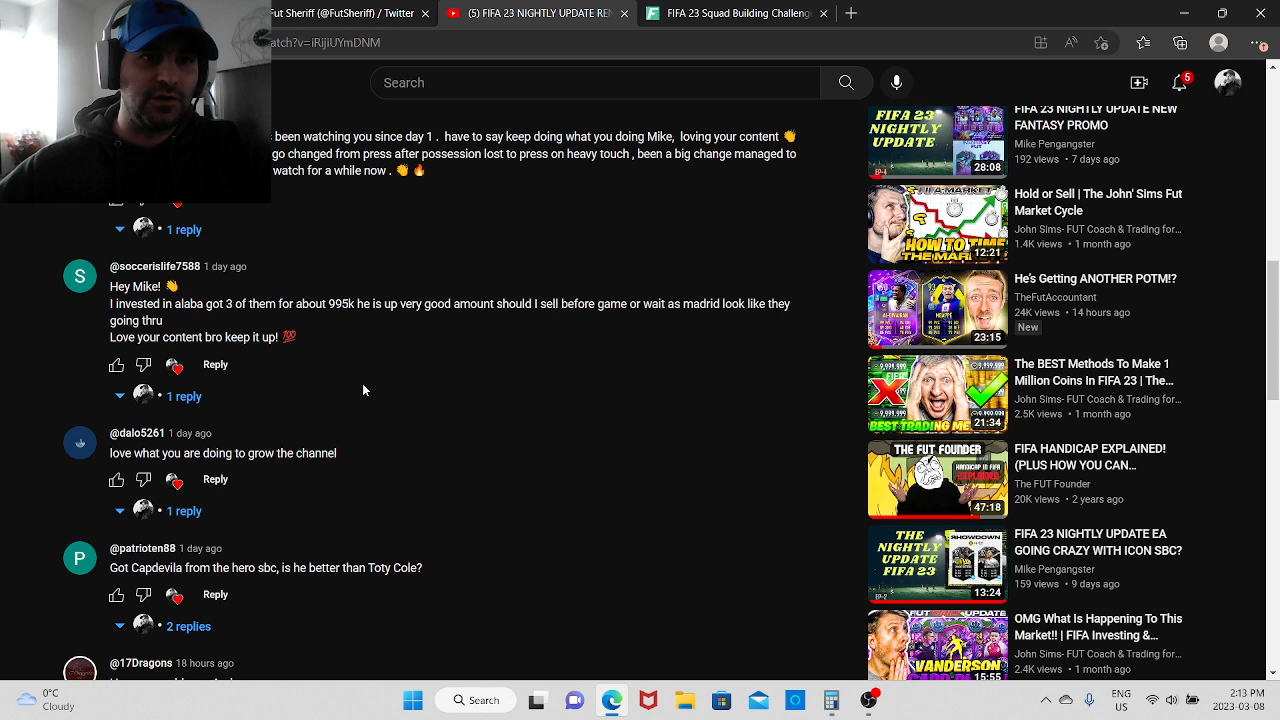 Fut Sheriff (@FutSheriff) / Twitter
(5) FIFA 23 NIGHTLY UPDATE
FIFA 23 Squad Building Challeng
atch?v=iRijiUYmDNM
Search
5
been watching you since day 1 . have to say keep doing what you doing Mike, loving your content 👏
go changed from press after possession lost to press on heavy touch , been a big change managed to
watch for a while now . 👏 🔥
1 reply
S
@soccerislife7588 1 day ago
Hey Mike! 👋
I invested in alaba got 3 of them for about 995k he is up very good amount should I sell before game or wait as madrid look like they
going thru
Love your content bro keep it up! 💯
Reply
1 reply
@dalo5261 1 day ago
love what you are doing to grow the channel
Reply
1 reply
P
@patrioten88 1 day ago
Got Capdevila from the hero sbc, is he better than Toty Cole?
Reply
2 replies
@17Dragons 18 hours ago
FIFA 23
NIGHTLY
UPDATE
EP-4
28:08
FIFA 23 NIGHTLY UPDATE NEW
FANTASY PROMO
Mike Pengangster
192 views • 7 days ago
HOW TO TIME
THE MAR
12:21
Hold or Sell | The John' Sims Fut
Market Cycle
John Sims- FUT Coach & Trading for...
1.4K views • 1 month ago
23:15
He's Getting ANOTHER POTM!?
TheFutAccountant
24K views • 14 hours ago
New
BEST TRADING ME
21:34
The BEST Methods To Make 1
Million Coins In FIFA 23 | The...
John Sims- FUT Coach & Trading for...
2.5K views • 1 month ago
THE FUT FOUNDER
HANDICAP IN FIFA
EXPLAINED
47:18
FIFA HANDICAP EXPLAINED!
(PLUS HOW YOU CAN...
The FUT Founder
20K views • 2 years ago
THE
NIGHTLY
UPDATE
FIFA 23
SHOWDOWN
EP-2
13:24
FIFA 23 NIGHTLY UPDATE EA
GOING CRAZY WITH ICON SBC?
Mike Pengangster
159 views • 9 days ago
VANDERSON
15:55
OMG What Is Happening To This
Market!! | FIFA Investing &...
John Sims- FUT Coach & Trading for...
2.4K views • 1 month ago
0°C
Cloudy
Search
ENG
US
2:13 PM
2023-03-08